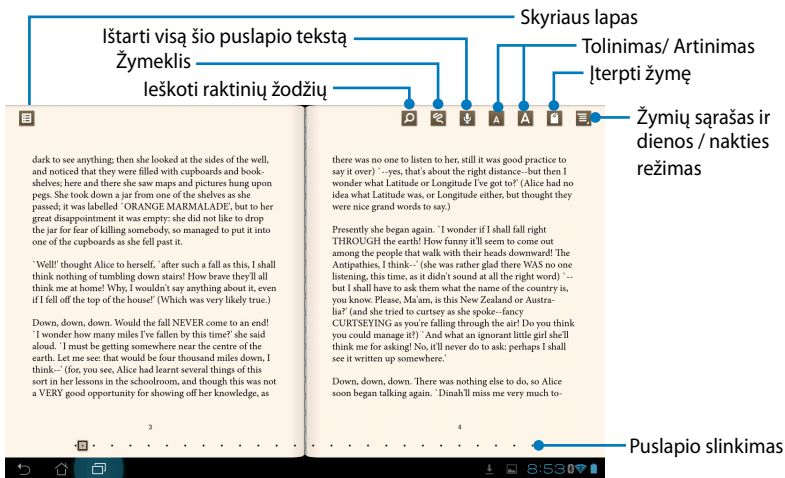 Skyriaus lapas
Ištarti visą šio puslapio tekstą
Tolinimas/ Artinimas
Žymeklis
Įterpti žymę
Ieškoti raktinių žodžių
Žymių sąrašas ir
dienos / nakties
režimas
A
A
dark to see anything; then she looked at the sides of the well,
and noticed that they were filled with cupboards and book-
shelves; here and there she saw maps and pictures hung upon
pegs. She took down a jar from one of the shelves as she
passed; it was labelled `ORANGE MARMALADE', but to her
great disappointment it was empty: she did not like to drop
the jar for fear of killing somebody, so managed to put it into
one of the cupboards as she fell past it.
`Well!' thought Alice to herself, `after such a fall as this, I shall
think nothing of tumbling down stairs! How brave they'll all
think me at home! Why, I wouldn't say anything about it, even
if I fell off the top of the house!' (Which was very likely true.)
Down, down, down. Would the fall NEVER come to an end!
`I wonder how many miles I've fallen by this time?' she said
aloud. `I must be getting somewhere near the centre of the
earth. Let me see: that would be four thousand miles down, I
think--' (for, you see, Alice had learnt several things of this
sort in her lessons in the schoolroom, and though this was not
a VERY good opportunity for showing off her knowledge, as
3
there was no one to listen to her, still it was good practice to
say it over) `--yes, that's about the right distance--but then I
wonder what Latitude or Longitude I've got to?' (Alice had no
idea what Latitude was, or Longitude either, but thought they
were nice grand words to say.)
Presently she began again. `I wonder if I shall fall right
THROUGH the earth! How funny it'll seem to come out
among the people that walk with their heads downward! The
Antipathies, I think--' (she was rather glad there WAS no one
listening, this time, as it didn't sound at all the right word) `--
but I shall have to ask them what the name of the country is,
you know. Please, Ma'am, is this New Zealand or Austra-
lia?' (and she tried to curtsey as she spoke--fancy
CURTSEYING as you're falling through the air! Do you think
you could manage it?) `And what an ignorant little girl she'll
think me for asking! No, it'll never do to ask: perhaps I shall
see it written up somewhere.'
Down, down, down. There was nothing else to do, so Alice
soon began talking again. `Dinah'll miss me very much to-
4
Puslapio slinkimas
8:53